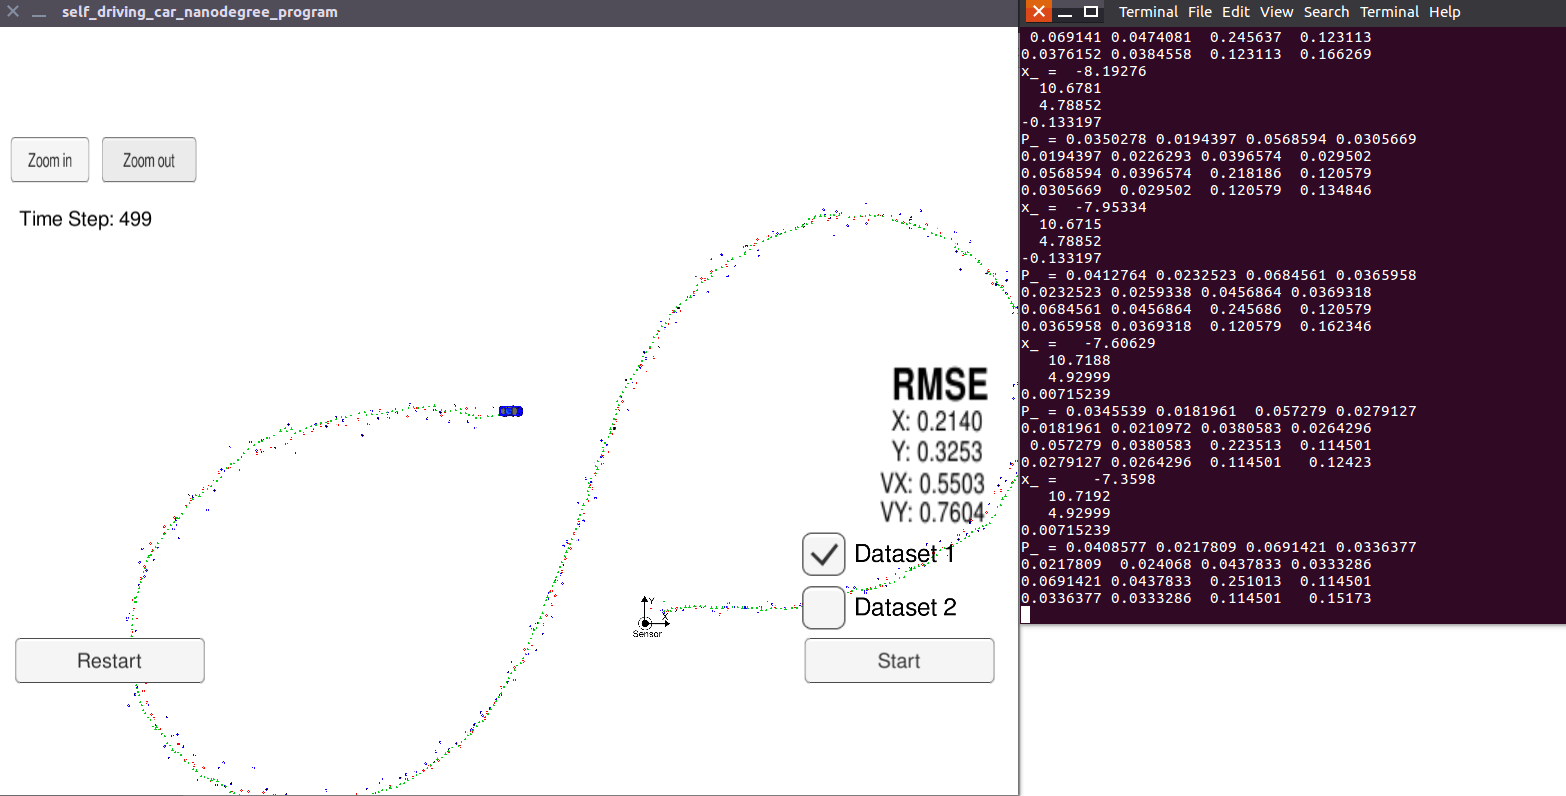 self_driving_car_nanodegree_program
Zoom in
Zoom out
Time Step: 499
RMSE
X: 0.2140
Y: 0.3253
VX: 0.5503
VY: 0.7604
Dataset 1
Dataset 2
Y
X
Sensor
Restart
Start
Terminal File Edit View Search Terminal Help
0.069141 0.0474081 0.245637 0.123113
0.0376152 0.0384558 0.123113 0.166269
x_ = -8.19276
10.6781
4.78852
-0.133197
P_ = 0.0350278 0.0194397 0.0568594 0.0305669
0.0194397 0.0226293 0.0396574 0.029502
0.0568594 0.0396574 0.218186 0.120579
0.0305669 0.029502 0.120579 0.134846
x_ = -7.95334
10.6715
4.78852
-0.133197
P_ = 0.0412764 0.0232523 0.0684561 0.0365958
0.0232523 0.0259338 0.0456864 0.0369318
0.0684561 0.0456864 0.245686 0.120579
0.0365958 0.0369318 0.120579 0.162346
x_ = -7.60629
10.7188
4.92999
0.00715239
P_ = 0.0345539 0.0181961 0.057279 0.0279127
0.0181961 0.0210972 0.0380583 0.0264296
0.057279 0.0380583 0.223513 0.114501
0.0279127 0.0264296 0.114501 0.12423
x_ = -7.3598
10.7192
4.92999
0.00715239
P_ = 0.0408577 0.0217809 0.0691421 0.0336377
0.0217809 0.024068 0.0437833 0.0333286
0.0691421 0.0437833 0.251013 0.114501
0.0336377 0.0333286 0.114501 0.15173